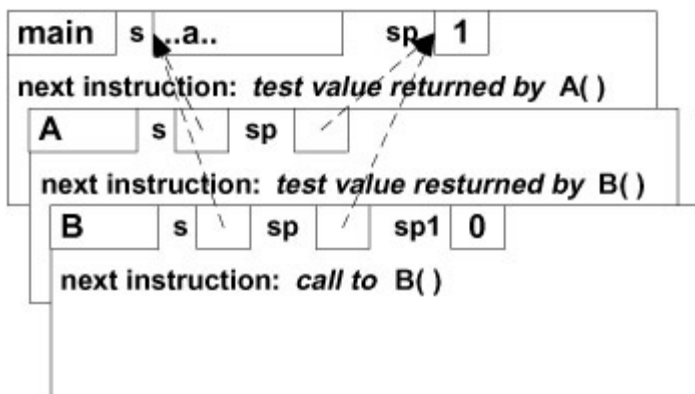 main s ..a.. sp 1
next instruction: test value returned by A( )
A s sp
next instruction: test value resturned by B( )
B s sp sp1 0
next instruction: call to B( )